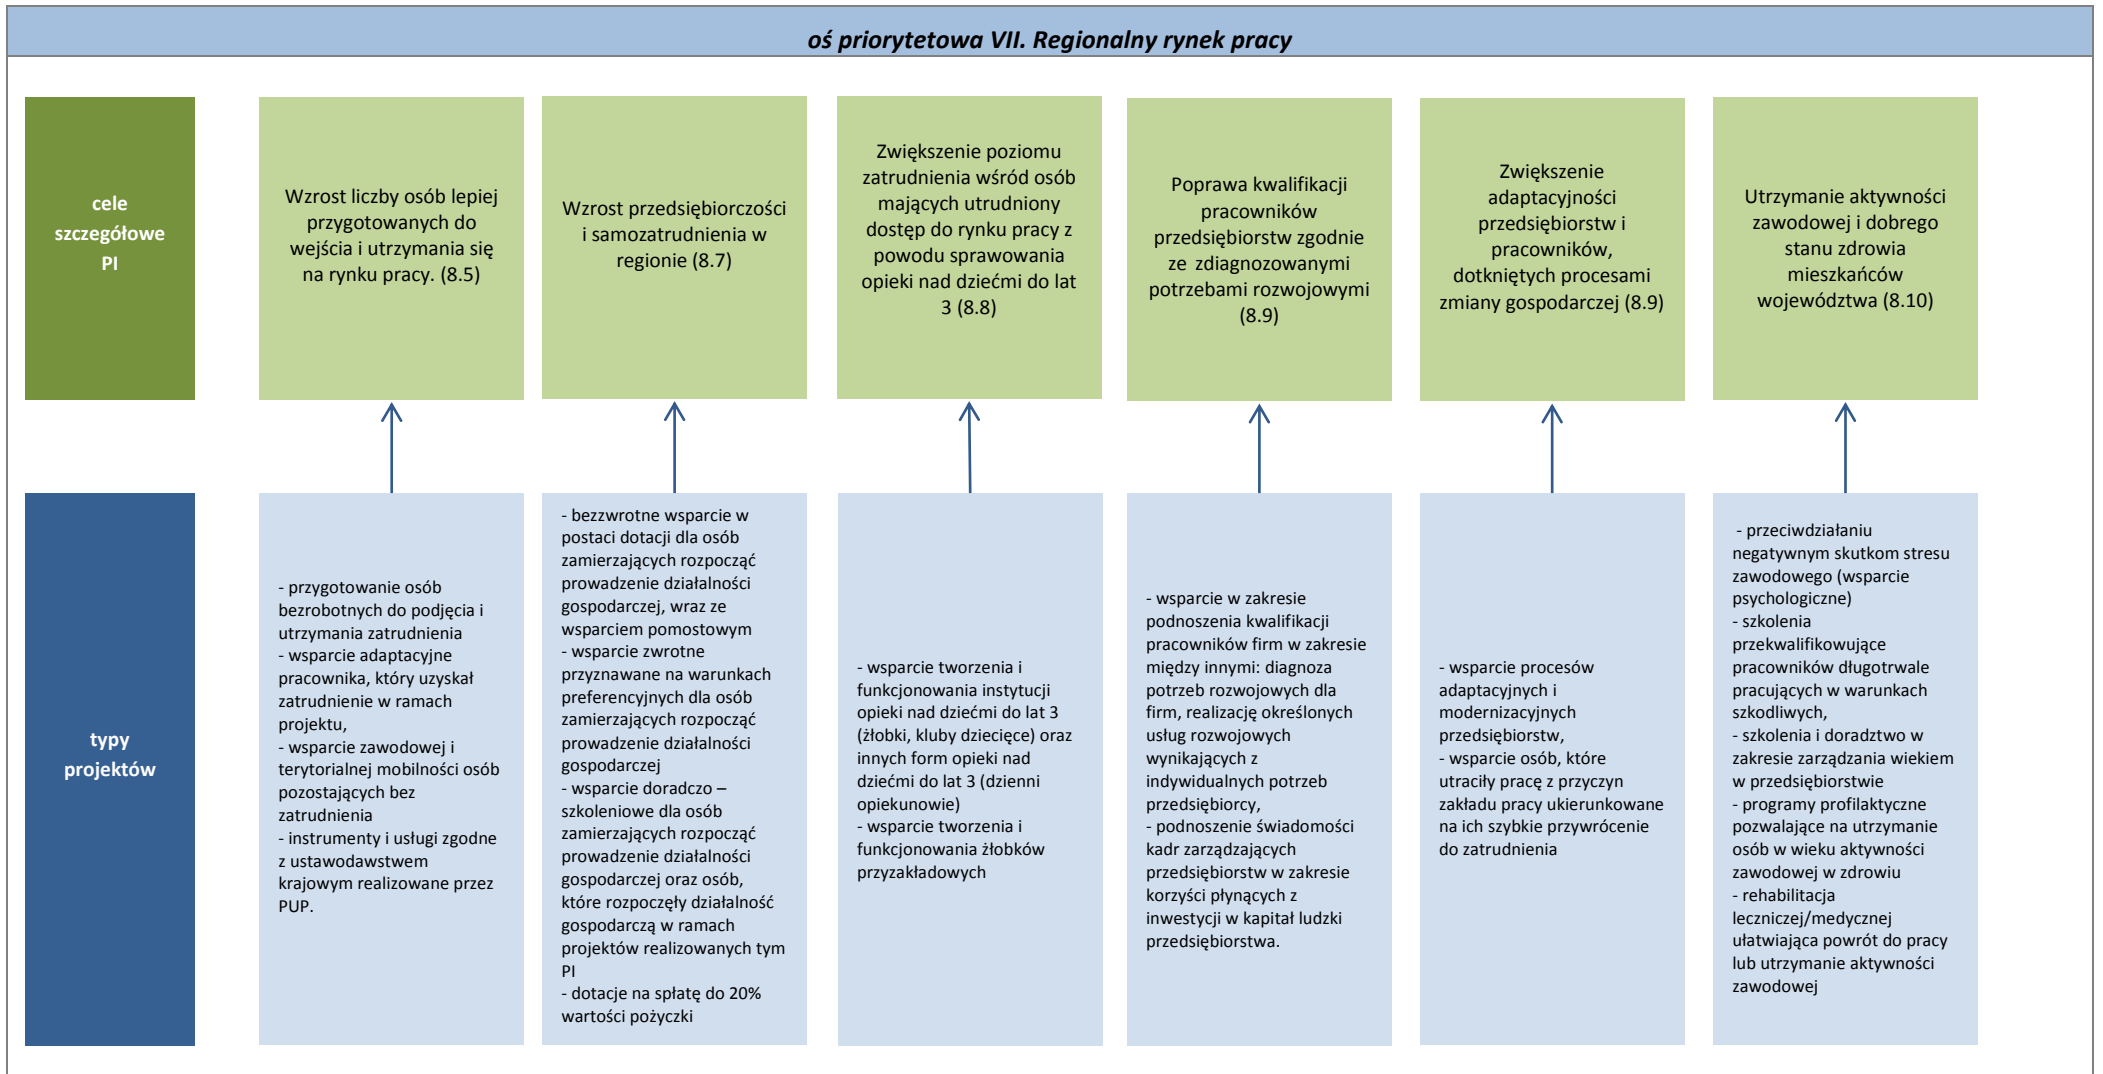 oś priorytetowa VII. Regionalny rynek pracy
cele
szczegółowe
PI
Wzrost liczby osób lepiej
przygotowanych do
wejścia i utrzymania się
na rynku pracy. (8.5)
Wzrost przedsiębiorczości
i samozatrudnienia w
regionie (8.7)
Zwiększenie poziomu
zatrudnienia wśród osób
mających utrudniony
dostęp do rynku pracy z
powodu sprawowania
opieki nad dziećmi do lat
3 (8.8)
Poprawa kwalifikacji
pracowników
przedsiębiorstw zgodnie
ze zdiagnozowanymi
potrzebami rozwojowymi
(8.9)
Zwiększenie
adaptacyjności
przedsiębiorstw i
pracowników,
dotkniętych procesami
zmiany gospodarczej (8.9)
Utrzymanie aktywności
zawodowej i dobrego
stanu zdrowia
mieszkańców
województwa (8.10)
typy
projektów
- przygotowanie osób
bezrobotnych do podjęcia i
utrzymania zatrudnienia
- wsparcie adaptacyjne
pracownika, który uzyskał
zatrudnienie w ramach
projektu,
- wsparcie zawodowej i
terytorialnej mobilności osób
pozostających bez
zatrudnienia
- instrumenty i usługi zgodne
z ustawodawstwem
krajowym realizowane przez
PUP.
- bezzwrotne wsparcie w
postaci dotacji dla osób
zamierzających rozpocząć
prowadzenie działalności
gospodarczej, wraz ze
wsparciem pomostowym
- wsparcie zwrotne
przyznawane na warunkach
preferencyjnych dla osób
zamierzających rozpocząć
prowadzenie działalności
gospodarczej
- wsparcie doradczo –
szkoleniowe dla osób
zamierzających rozpocząć
prowadzenie działalności
gospodarczej oraz osób,
które rozpoczęły działalność
gospodarczą w ramach
projektów realizowanych tym
PI
- dotacje na spłatę do 20%
wartości pożyczki
- wsparcie tworzenia i
funkcjonowania instytucji
opieki nad dziećmi do lat 3
(żłobki, kluby dziecięce) oraz
innych form opieki nad
dziećmi do lat 3 (dzienni
opiekunowie)
- wsparcie tworzenia i
funkcjonowania żłobków
przyzakładowych
- wsparcie w zakresie
podnoszenia kwalifikacji
pracowników firm w zakresie
między innymi: diagnoza
potrzeb rozwojowych dla
firm, realizację określonych
usług rozwojowych
wynikających z
indywidualnych potrzeb
przedsiębiorcy,
- podnoszenie świadomości
kadr zarządzających
przedsiębiorstw w zakresie
korzyści płynących z
inwestycji w kapitał ludzki
przedsiębiorstwa.
- wsparcie procesów
adaptacyjnych i
modernizacyjnych
przedsiębiorstw,
- wsparcie osób, które
utraciły pracę z przyczyn
zakładu pracy ukierunkowane
na ich szybkie przywrócenie
do zatrudnienia
- przeciwdziałaniu
negatywnym skutkom stresu
zawodowego (wsparcie
psychologiczne)
- szkolenia
przekwalifikowujące
pracowników długotrwale
pracujących w warunkach
szkodliwych,
- szkolenia i doradztwo w
zakresie zarządzania wiekiem
w przedsiębiorstwie
- programy profilaktyczne
pozwalające na utrzymanie
osób w wieku aktywności
zawodowej w zdrowiu
- rehabilitacja
leczniczej/medycznej
ułatwiająca powrót do pracy
lub utrzymanie aktywności
zawodowej